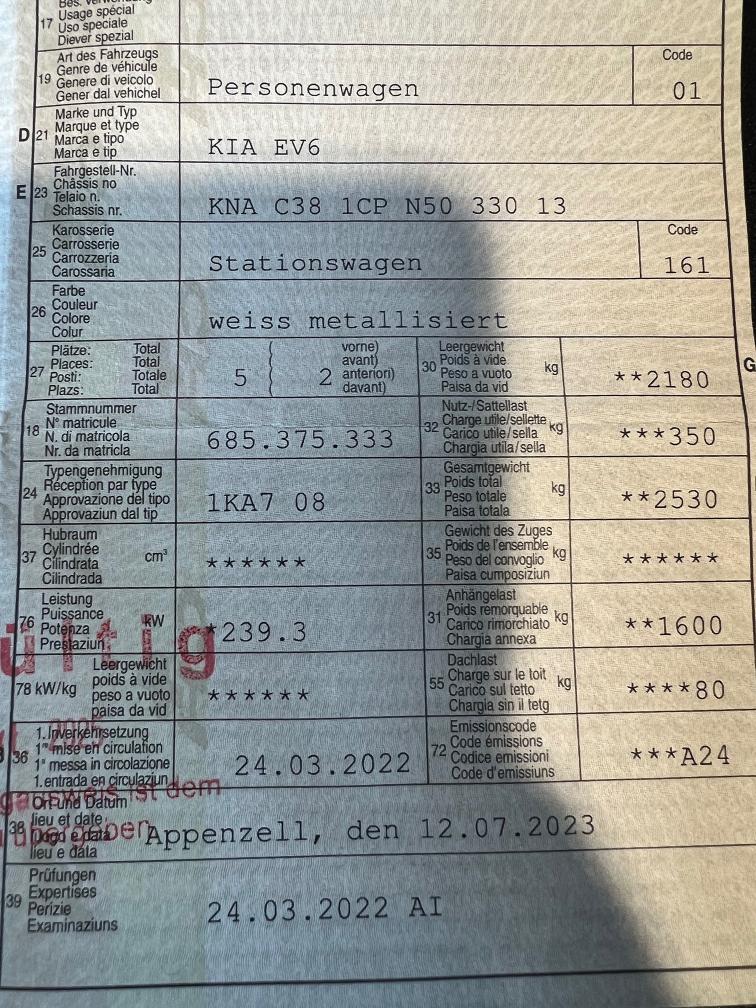 17
Usage spécial
Uso speciale
Diever spezial
19
Art des Fahrzeugs
Genre de véhicule
Genere di veicolo
Gener dal vehichel
Personenwagen
Code
01
D
21
Marke und Typ
Marque et type
Marca e tipo
Marca e tip
KIA EV6
E
23
Fahrgestell-Nr.
Châssis no
Telaio n.
Schassis nr.
KNA C38 1CP N50 330 13
25
Karosserie
Carrosserie
Carrozzeria
Carossaria
Stationswagen
Code
161
26
Farbe
Couleur
Colore
Colur
weiss metallisiert
27
Plätze: Total
Places: Total
Posti: Totale
Plazs: Total
5 ( 2
vorne)
avant)
anteriori)
davant)
30
Leergewicht
Poids à vide
Peso a vuoto
Paisa da vid
kg
**2180
G
18
Stammnummer
N° matricule
N. di matricola
Nr. da matricla
685.375.333
32
Nutz-/Sattellast
Charge utile/sellette
Carico utile/sella
Chargia utila/sella
kg
***350
24
Typengenehmigung
Réception par type
Approvazione del tipo
Approvaziun dal tip
1KA7 08
33
Gesamtgewicht
Poids total
Peso totale
Paisa totala
kg
**2530
37
Hubraum
Cylindrée
Cilindrata
Cilindrada
cm³
******
35
Gewicht des Zuges
Poids de l'ensemble
Peso del convoglio
Paisa cumposiziun
kg
******
76
Leistung
Puissance
Potenza
Prestaziun
kW
*239.3
ültig
31
Anhängelast
Poids remorquable
Carico rimorchiato
Chargia annexa
kg
**1600
78 kW/kg
Leergewicht
poids à vide
peso a vuoto
paisa da vid
******
55
Dachlast
Charge sur le toit
Carico sul tetto
Chargia sin il tetg
kg
****80
36
1. Inverkehrsetzung
1re mise en circulation
1a messa in circolazione
1. entrada en circulaziun
24.03.2022
72
Emissionscode
Code émissions
Codice emissioni
Code d'emissiuns
***A24
ist dem
38
Ort und Datum
lieu et date
luogo e data
lieu e data
Appenzell, den 12.07.2023
39
Prüfungen
Expertises
Perizie
Examinaziuns
24.03.2022 AI